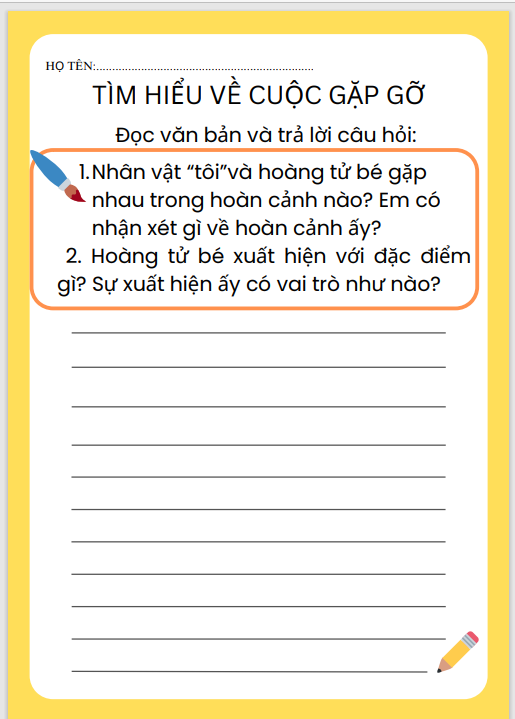 HỌ TÊN:....................................................................
TÌM HIỂU VỀ CUỘC GẶP GỠ
Đọc văn bản và trả lời câu hỏi:
1.Nhân vật “tôi”và hoàng tử bé gặp
nhau trong hoàn cảnh nào? Em có
nhận xét gì về hoàn cảnh ấy?
2. Hoàng tử bé xuất hiện với đặc điểm
gì? Sự xuất hiện ấy có vai trò như nào?